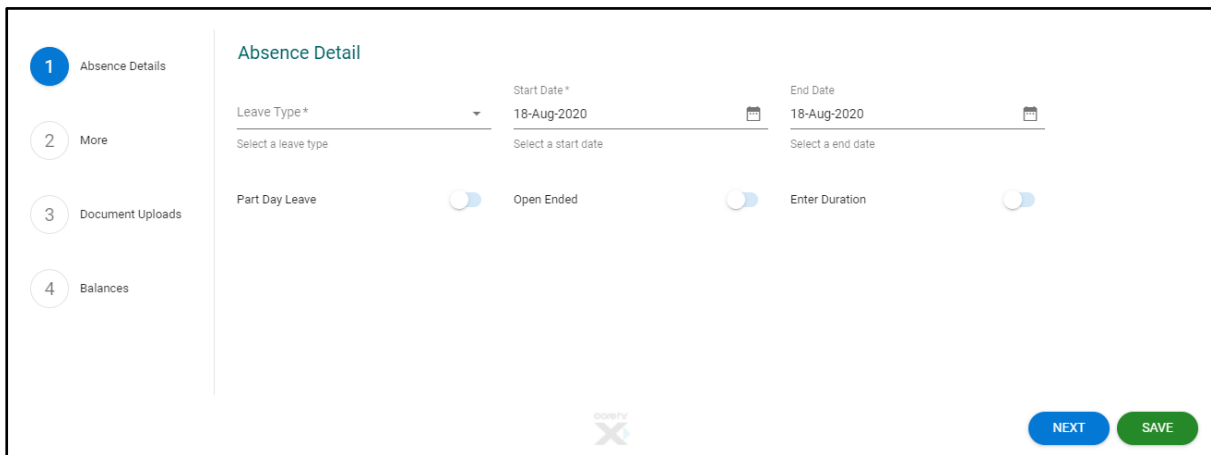 1 Absence Details
2 More
3 Document Uploads
4 Balances
Absence Detail
Start Date * End Date
Leave Type * 18-Aug-2020 18-Aug-2020
Select a leave type Select a start date Select a end date
Part Day Leave Open Ended Enter Duration
NEXT SAVE